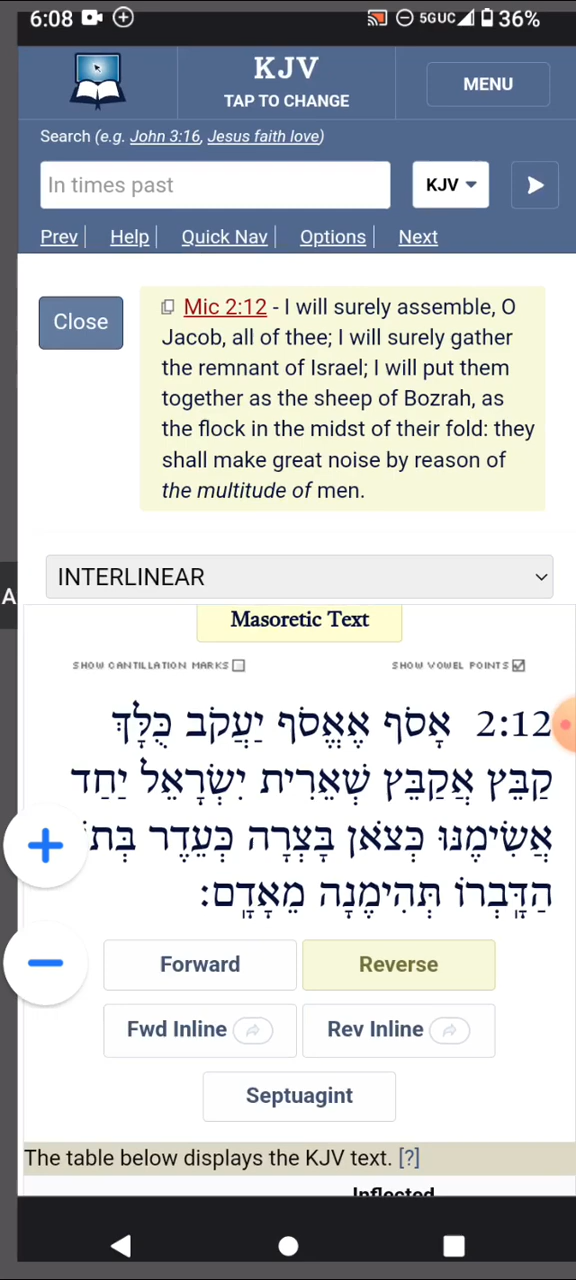 6:08 5GUC 36%
KJV
TAP TO CHANGE
MENU
Search (e.g. John 3:16, Jesus faith love)
In times past
KJV
Prev Help Quick Nav Options Next
Close
Mic 2:12 - I will surely assemble, O
Jacob, all of thee; I will surely gather
the remnant of Israel; I will put them
together as the sheep of Bozrah, as
the flock in the midst of their fold: they
shall make great noise by reason of
the multitude of men.
A
INTERLINEAR
Masoretic Text
SHOW CANTILLATION MARKS SHOW VOWEL POINTS
2:12 אָסֹף אֶאֱסֹף יַעֲקֹב כֻּלָּךְ
קַבֵּץ אֲקַבֵּץ שְׁאֵרִית יִשְׂרָאֵל יַחַד
אֲשִׂימֶנּוּ כְּצֹאן בָּצְרָה כְּעֵדֶר בְּתֹ
הַדָּֽבְרוֹ תְּהִימֶנָה מֵאָדָֽם׃
Forward Reverse
Fwd Inline Rev Inline
Septuagint
The table below displays the KJV text. [?]
Inflected